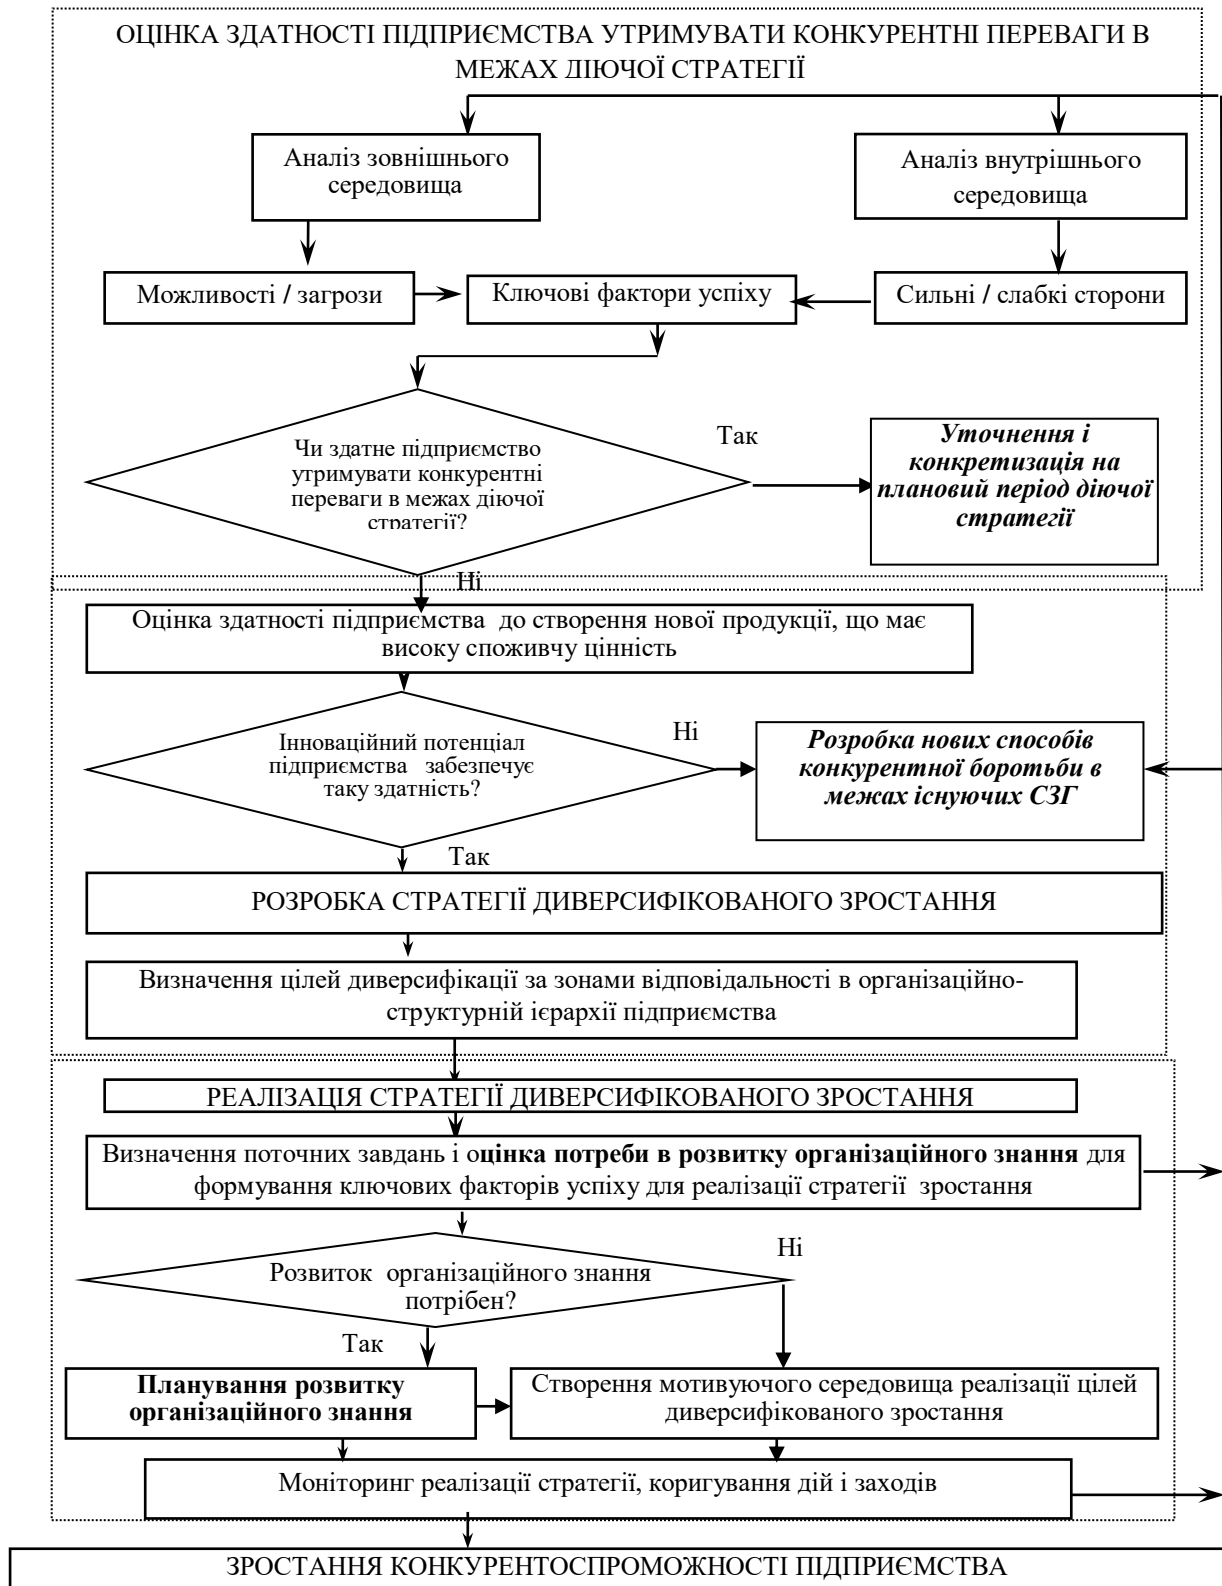 ОЦІНКА ЗДАТНОСТІ ПІДПРИЄМСТВА УТРИМУВАТИ КОНКУРЕНТНІ ПЕРЕВАГИ В
МЕЖАХ ДІЮЧОЇ СТРАТЕГІЇ
Аналіз зовнішнього
середовища
Аналіз внутрішнього
середовища
Можливості / загрози
Ключові фактори успіху
Сильні / слабкі сторони
Чи здатне підприємство
утримувати конкурентні
переваги в межах діючої
стратегії?
Так
Уточнення і
конкретизація на
плановий період діючої
стратегії
Ні
Оцінка здатності підприємства до створення нової продукції, що має
високу споживчу цінність
Інноваційний потенціал
підприємства забезпечує
таку здатність?
Ні
Розробка нових способів
конкурентної боротьби в
межах існуючих СЗГ
Так
РОЗРОБКА СТРАТЕГІЇ ДИВЕРСИФІКОВАНОГО ЗРОСТАННЯ
Визначення цілей диверсифікації за зонами відповідальності в організаційно-
структурній ієрархії підприємства
РЕАЛІЗАЦІЯ СТРАТЕГІЇ ДИВЕРСИФІКОВАНОГО ЗРОСТАННЯ
Визначення поточних завдань і оцінка потреби в розвитку організаційного знання для
формування ключових факторів успіху для реалізації стратегії зростання
Розвиток організаційного знання
потрібен?
Ні
Так
Планування розвитку
організаційного знання
Створення мотивуючого середовища реалізації цілей
диверсифікованого зростання
Моніторинг реалізації стратегії, коригування дій і заходів
ЗРОСТАННЯ КОНКУРЕНТОСПРОМОЖНОСТІ ПІДПРИЄМСТВА